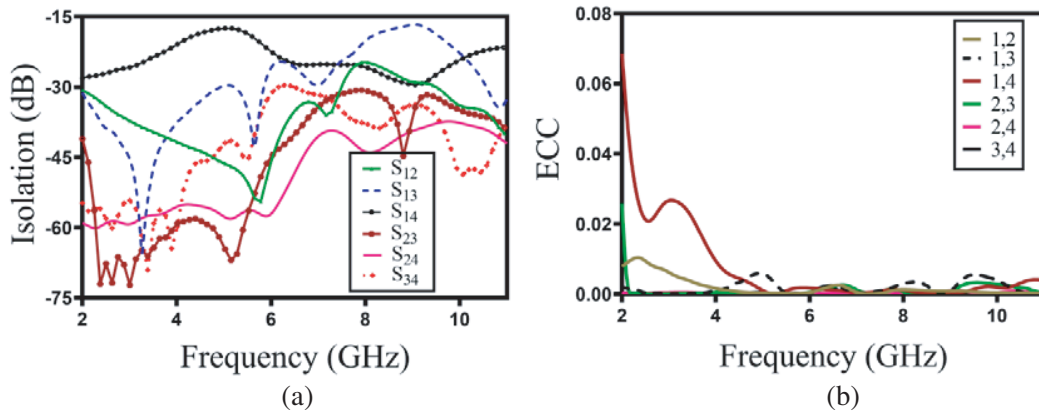 -15
-30
-45
-60
-75
Isolation (dB)
S12
S13
S14
S23
S24
S34
2
4
6
8
10
Frequency (GHz)
(a)
0.08
0.06
0.04
0.02
0.00
ECC
1,2
1,3
1,4
2,3
2,4
3,4
2
4
6
8
10
Frequency (GHz)
(b)